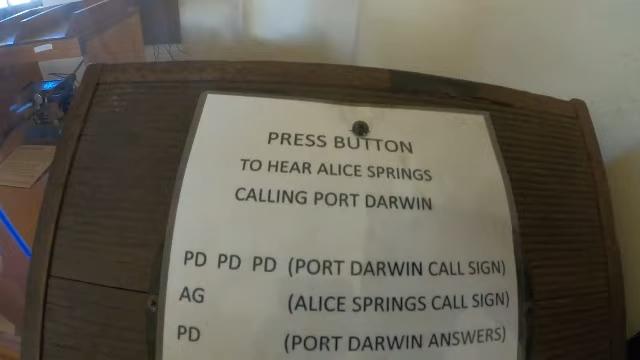 PRESS BUTTON
TO HEAR ALICE SPRINGS
CALLING PORT DARWIN
PD PD PD (PORT DARWIN CALL SIGN)
AG (ALICE SPRINGS CALL SIGN)
PD (PORT DARWIN ANSWERS)